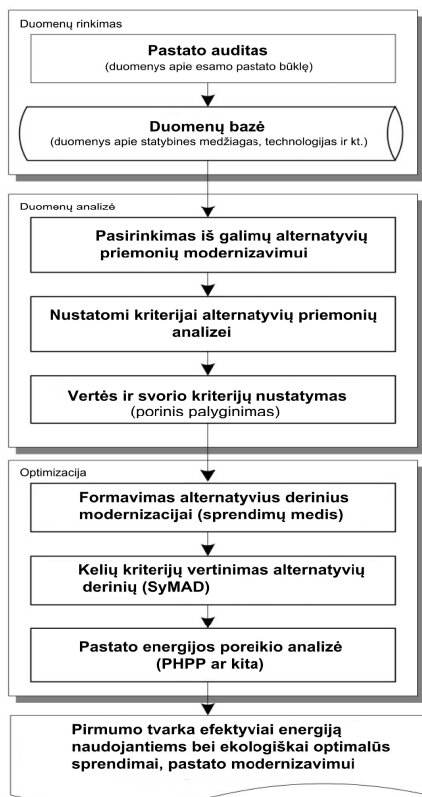 Duomenų rinkimas
Pastato auditas
(duomenys apie esamo pastato būklę)
Duomenų bazė
(duomenys apie statybines medžiagas, technologijas ir kt.)
Duomenų analizė
Pasirinkimas iš galimų alternatyvių
priemonių modernizavimui
Nustatomi kriterijai alternatyvių priemonių
analizei
Vertės ir svorio kriterijų nustatymas
(porinis palyginimas)
Optimizacija
Formavimas alternatyvius derinius
modernizacijai (sprendimų medis)
Kelių kriterijų vertinimas alternatyvių
derinių (SyMAD)
Pastato energijos poreikio analizė
(PHPP ar kita)
Pirmumo tvarka efektyviai energiją
naudojantiems bei ekologiškai optimalūs
sprendimai, pastato modernizavimui